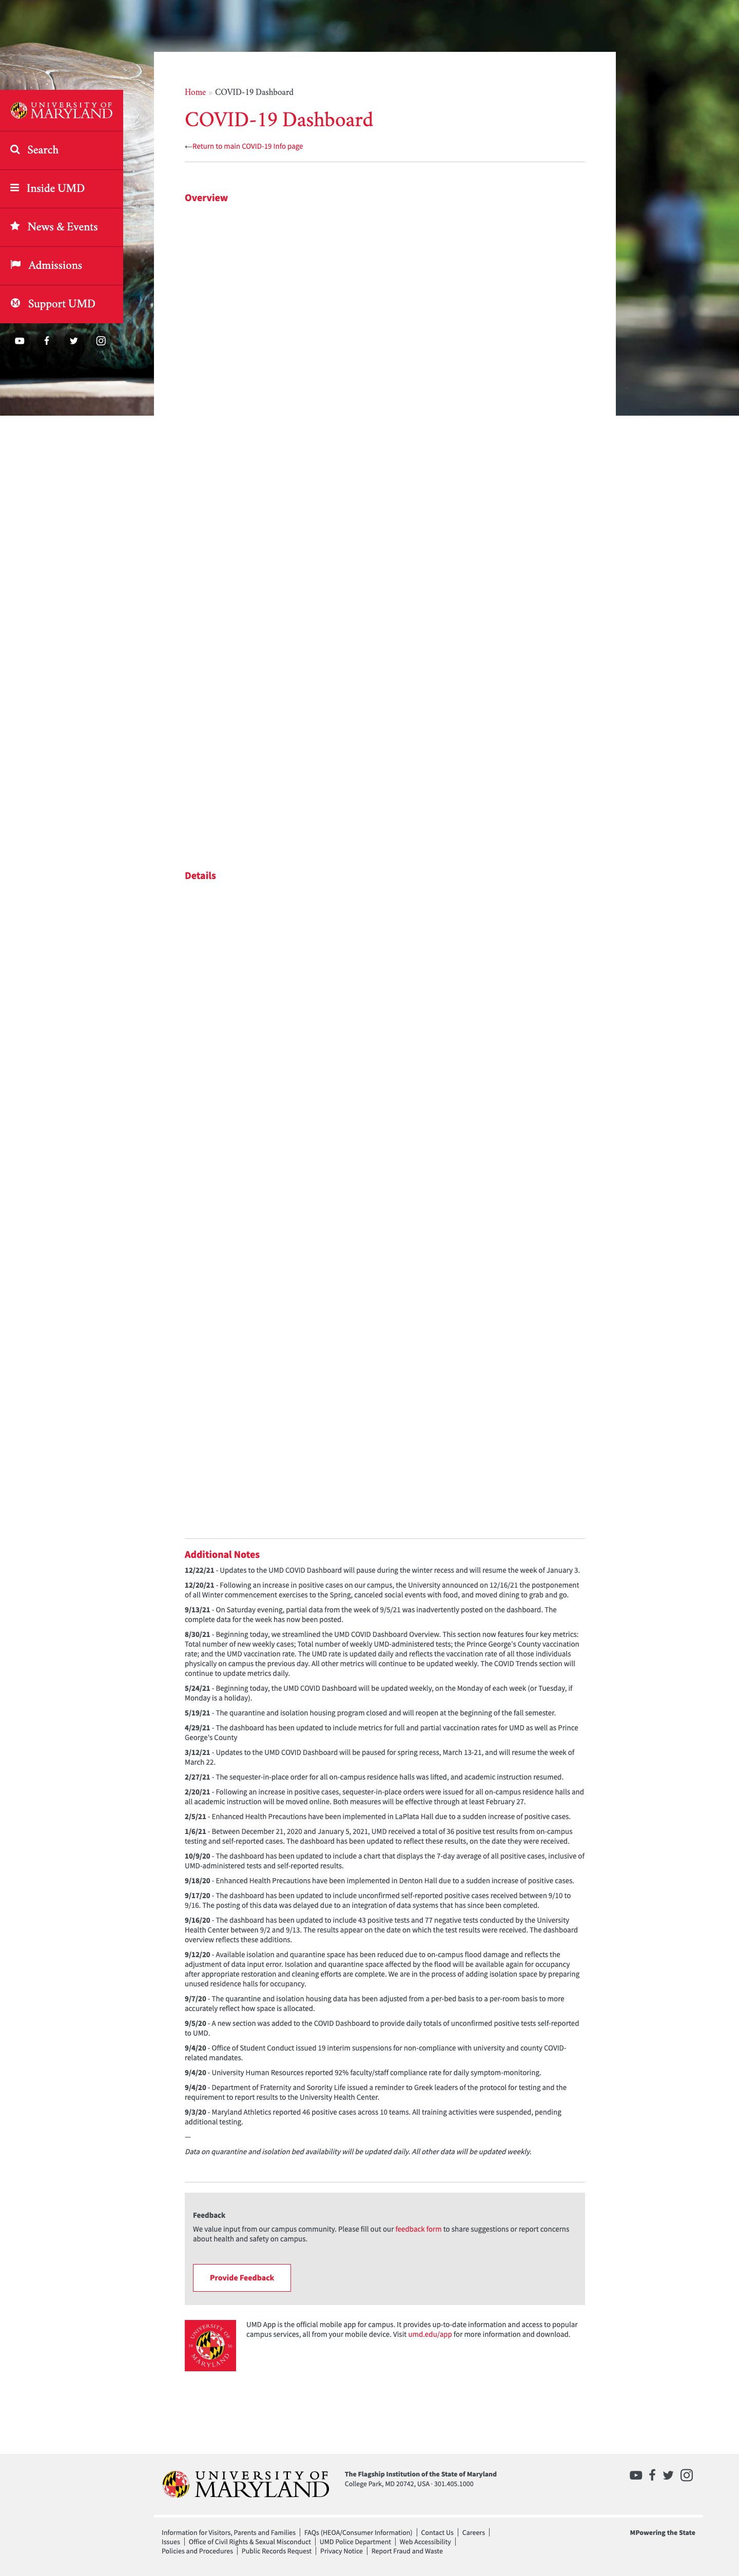 UNIVERSITY OF
MARYLAND
Search
Inside UMD
News & Events
Admissions
Support UMD
Home » COVID-19 Dashboard
COVID-19 Dashboard
←Return to main COVID-19 Info page
Overview
Details
Additional Notes
12/22/21 - Updates to the UMD COVID Dashboard will pause during the winter recess and will resume the week of January 3.
12/20/21 - Following an increase in positive cases on our campus, the University announced on 12/16/21 the postponement
of all Winter commencement exercises to the Spring, canceled social events with food, and moved dining to grab and go.
9/13/21 - On Saturday evening, partial data from the week of 9/5/21 was inadvertently posted on the dashboard. The
complete data for the week has now been posted.
8/30/21 - Beginning today, we streamlined the UMD COVID Dashboard Overview. This section now features four key metrics:
Total number of new weekly cases; Total number of weekly UMD-administered tests; the Prince George's County vaccination
rate; and the UMD vaccination rate. The UMD rate is updated daily and reflects the vaccination rate of all those individuals
physically on campus the previous day. All other metrics will continue to be updated weekly. The COVID Trends section will
continue to update metrics daily.
5/24/21 - Beginning today, the UMD COVID Dashboard will be updated weekly, on the Monday of each week (or Tuesday, if
Monday is a holiday).
5/19/21 - The quarantine and isolation housing program closed and will reopen at the beginning of the fall semester.
4/29/21 - The dashboard has been updated to include metrics for full and partial vaccination rates for UMD as well as Prince
George's County
3/12/21 - Updates to the UMD COVID Dashboard will be paused for spring recess, March 13-21, and will resume the week of
March 22.
2/27/21 - The sequester-in-place order for all on-campus residence halls was lifted, and academic instruction resumed.
2/20/21 - Following an increase in positive cases, sequester-in-place orders were issued for all on-campus residence halls and
all academic instruction will be moved online. Both measures will be effective through at least February 27.
2/5/21 - Enhanced Health Precautions have been implemented in LaPlata Hall due to a sudden increase of positive cases.
1/6/21 - Between December 21, 2020 and January 5, 2021, UMD received a total of 36 positive test results from on-campus
testing and self-reported cases. The dashboard has been updated to reflect these results, on the date they were received.
10/9/20 - The dashboard has been updated to include a chart that displays the 7-day average of all positive cases, inclusive of
UMD-administered tests and self-reported results.
9/18/20 - Enhanced Health Precautions have been implemented in Denton Hall due to a sudden increase of positive cases.
9/17/20 - The dashboard has been updated to include unconfirmed self-reported positive cases received between 9/10 to
9/16. The posting of this data was delayed due to an integration of data systems that has since been completed.
9/16/20 - The dashboard has been updated to include 43 positive tests and 77 negative tests conducted by the University
Health Center between 9/2 and 9/13. The results appear on the date on which the test results were received. The dashboard
overview reflects these additions.
9/12/20 - Available isolation and quarantine space has been reduced due to on-campus flood damage and reflects the
adjustment of data input error. Isolation and quarantine space affected by the flood will be available again for occupancy
after appropriate restoration and cleaning efforts are complete. We are in the process of adding isolation space by preparing
unused residence halls for occupancy.
9/7/20 - The quarantine and isolation housing data has been adjusted from a per-bed basis to a per-room basis to more
accurately reflect how space is allocated.
9/5/20 - A new section was added to the COVID Dashboard to provide daily totals of unconfirmed positive tests self-reported
to UMD.
9/4/20 - Office of Student Conduct issued 19 interim suspensions for non-compliance with university and county COVID-
related mandates.
9/4/20 - University Human Resources reported 92% faculty/staff compliance rate for daily symptom-monitoring.
9/4/20 - Department of Fraternity and Sorority Life issued a reminder to Greek leaders of the protocol for testing and the
requirement to report results to the University Health Center.
9/3/20 - Maryland Athletics reported 46 positive cases across 10 teams. All training activities were suspended, pending
additional testing.
—
Data on quarantine and isolation bed availability will be updated daily. All other data will be updated weekly.
Feedback
We value input from our campus community. Please fill out our feedback form to share suggestions or report concerns
about health and safety on campus.
Provide Feedback
UNIVERSITY OF
18 56
MARYLAND
UMD App is the official mobile app for campus. It provides up-to-date information and access to popular
campus services, all from your mobile device. Visit umd.edu/app for more information and download.
UNIVERSITY OF
MARYLAND
The Flagship Institution of the State of Maryland
College Park, MD 20742, USA · 301.405.1000
Information for Visitors, Parents and Families | FAQs (HEOA/Consumer Information) | Contact Us | Careers |
Issues | Office of Civil Rights & Sexual Misconduct | UMD Police Department | Web Accessibility |
Policies and Procedures | Public Records Request | Privacy Notice | Report Fraud and Waste
MPowering the State